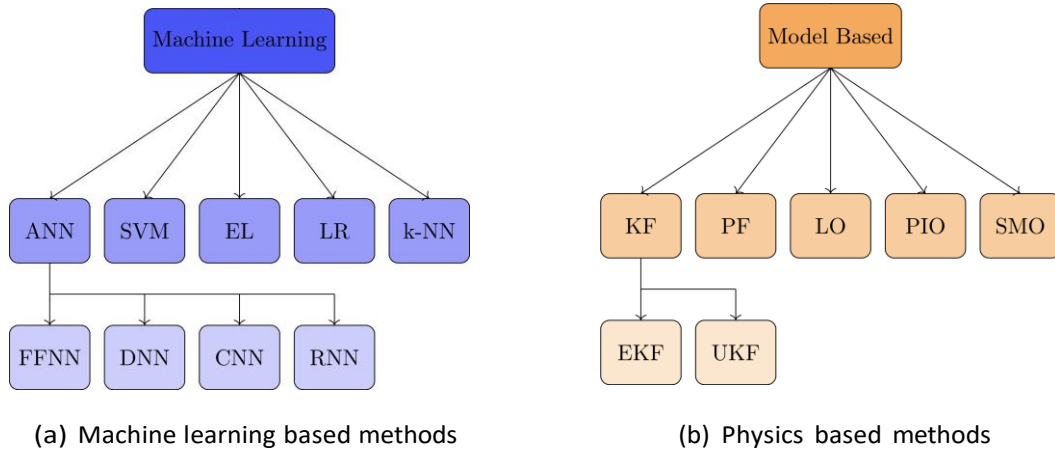 Machine Learning
Model Based
ANN SVM EL LR k-NN
KF PF LO PIO SMO
FFNN DNN CNN RNN
EKF UKF
(a) Machine learning based methods
(b) Physics based methods